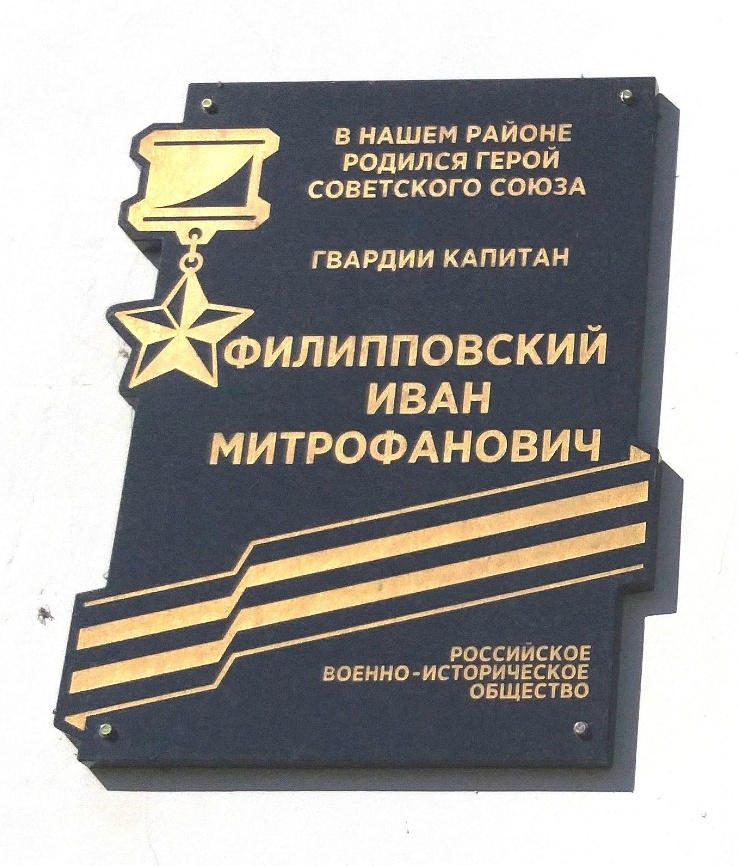 В НАШЕМ РАЙОНЕ
РОДИЛСЯ ГЕРОЙ
СОВЕТСКОГО СОЮЗА
ГВАРДИИ КАПИТАН
ФИЛИППОВСКИЙ
ИВАН
МИТРОФАНОВИЧ
РОССИЙСКОЕ
ВОЕННО-ИСТОРИЧЕСКОЕ
ОБЩЕСТВО